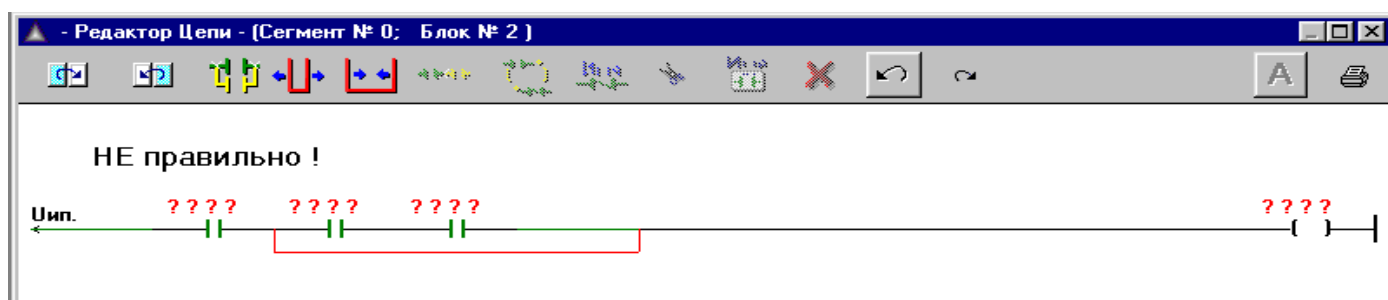 - Редактор Цепи - (Сегмент № 0; Блок № 2 )
A
НЕ правильно !
Uип. ? ? ? ? ? ? ? ? ? ? ? ? ? ? ? ?